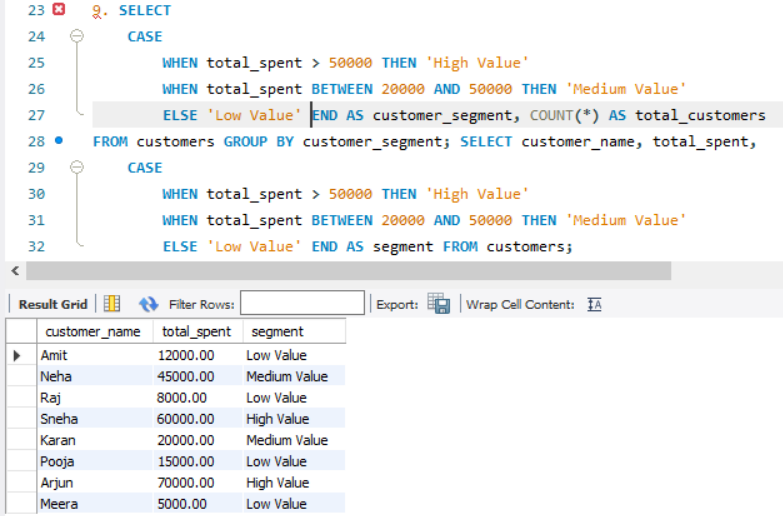 23 9. SELECT
24 CASE
25 WHEN total_spent > 50000 THEN 'High Value'
26 WHEN total_spent BETWEEN 20000 AND 50000 THEN 'Medium Value'
27 ELSE 'Low Value' END AS customer_segment, COUNT(*) AS total_customers
28 FROM customers GROUP BY customer_segment; SELECT customer_name, total_spent,
29 CASE
30 WHEN total_spent > 50000 THEN 'High Value'
31 WHEN total_spent BETWEEN 20000 AND 50000 THEN 'Medium Value'
32 ELSE 'Low Value' END AS segment FROM customers;
Result Grid Filter Rows: Export: Wrap Cell Content: IA
customer_name total_spent segment
Amit 12000.00 Low Value
Neha 45000.00 Medium Value
Raj 8000.00 Low Value
Sneha 60000.00 High Value
Karan 20000.00 Medium Value
Pooja 15000.00 Low Value
Arjun 70000.00 High Value
Meera 5000.00 Low Value